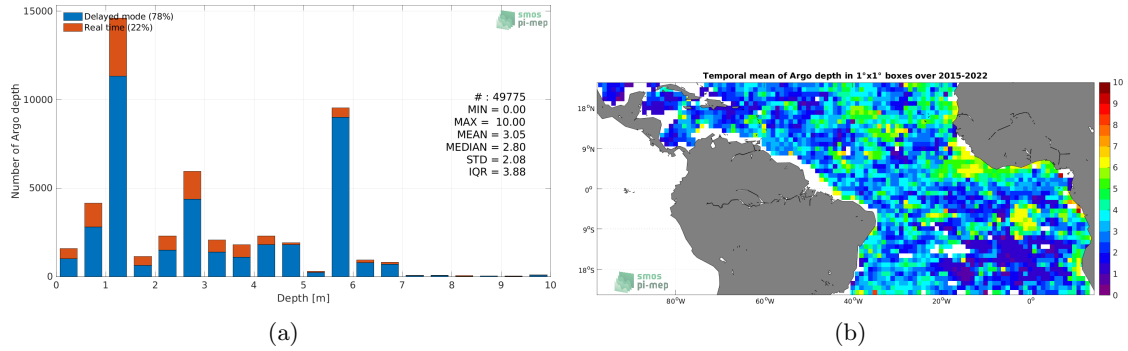 15000
10000
5000
0
Number of Argo depth
Delayed mode (78%)
Real time (22%)
smos
pi-mep
# : 49775
MIN = 0.00
MAX = 10.00
MEAN = 3.05
MEDIAN = 2.80
STD = 2.08
IQR = 3.88
0 1 2 3 4 5 6 7 8 9 10
Depth [m]
(a)
Temporal mean of Argo depth in 1°x1° boxes over 2015-2022
18°N
9°N
0°
9°S
18°S
80°W 60°W 40°W 20°W 0°
10
9
8
7
6
5
4
3
2
1
0
smos
pi-mep
(b)